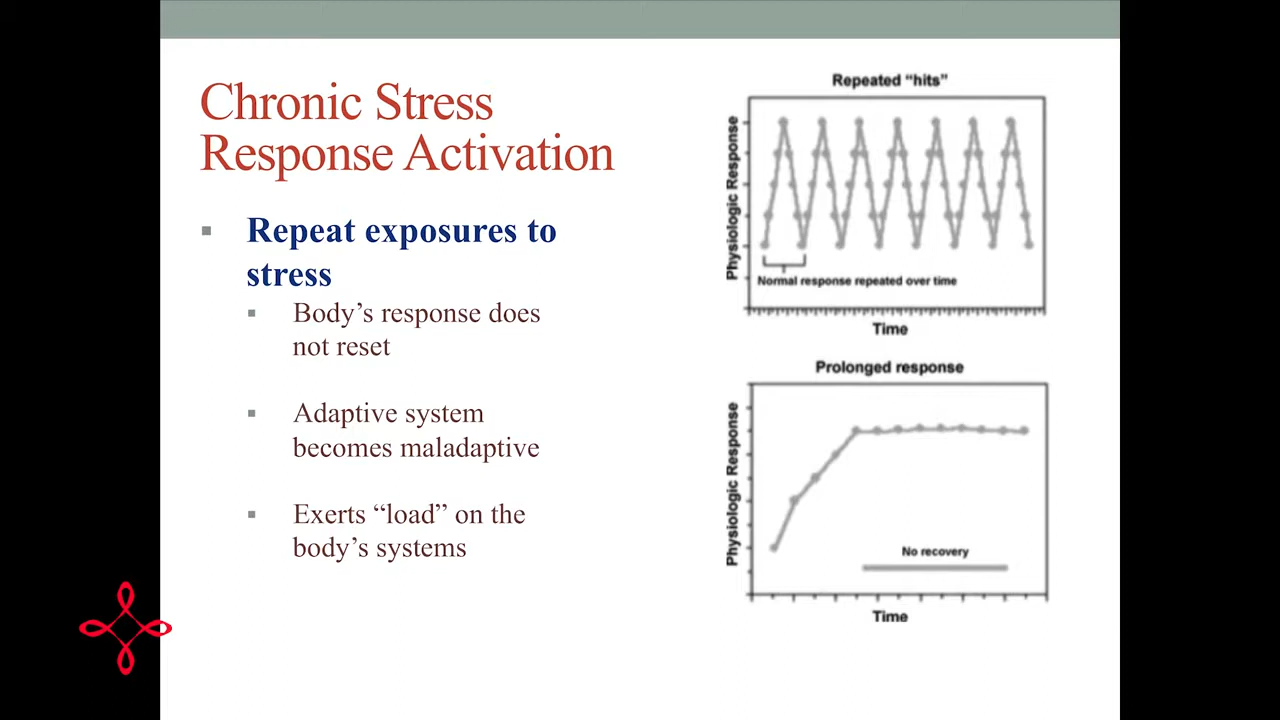 Chronic Stress
Response Activation
Repeat exposures to
stress
Body’s response does
not reset
Adaptive system
becomes maladaptive
Exerts “load” on the
body’s systems
Repeated “hits”
Physiologic Response
Normal response repeated over time
Time
Prolonged response
Physiologic Response
No recovery
Time